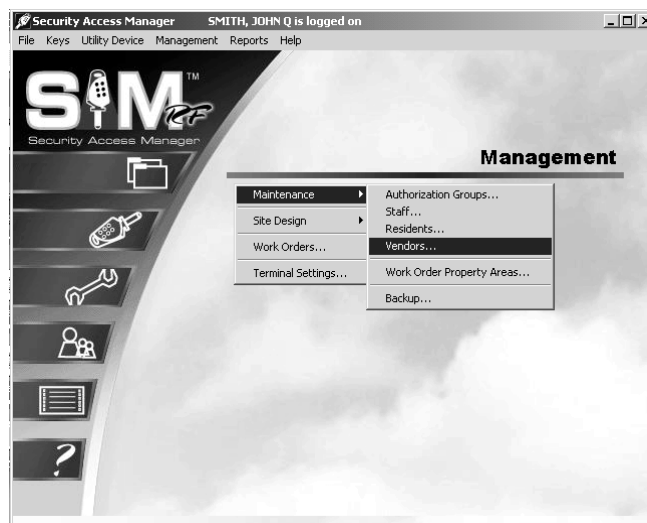 Security Access Manager SMITH, JOHN Q is logged on
File Keys Utility Device Management Reports Help
SAM™
RF
Security Access Manager
Management
Maintenance
Site Design
Work Orders...
Terminal Settings...
Authorization Groups...
Staff...
Residents...
Vendors...
Work Order Property Areas...
Backup...
?